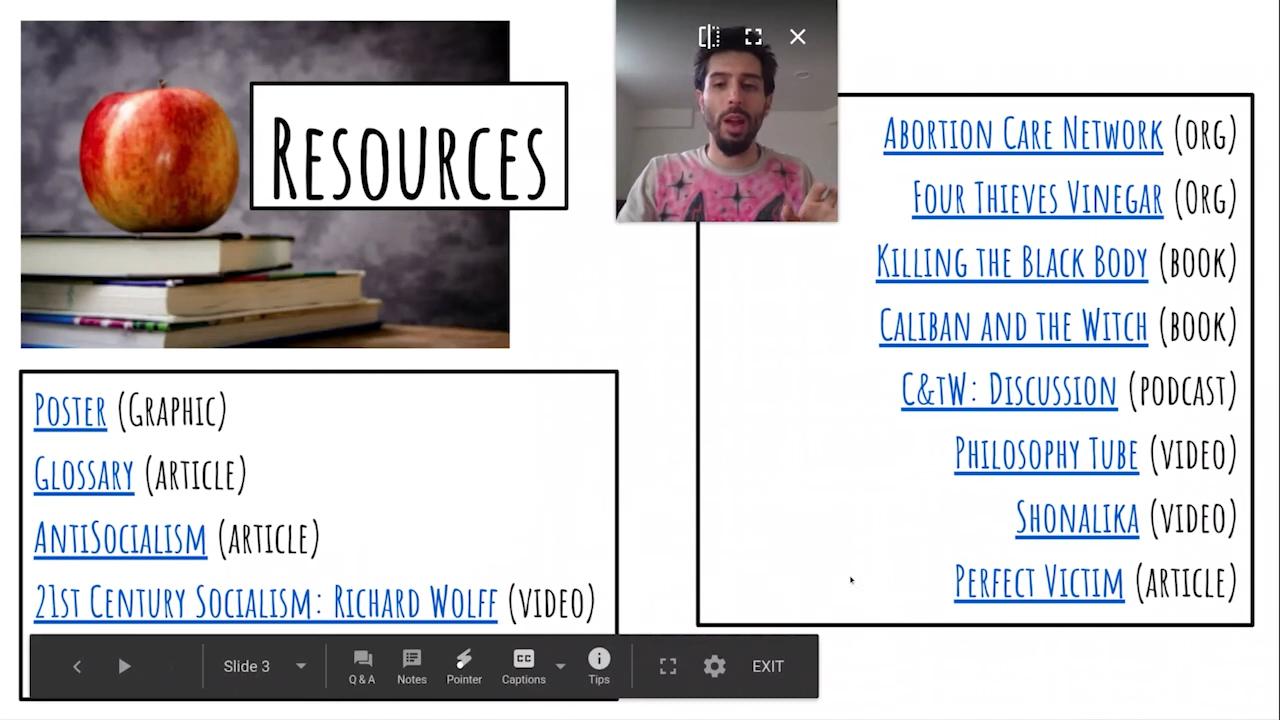 Resources
Poster (Graphic)
Glossary (article)
AntiSocialism (article)
21st Century Socialism: Richard Wolff (video)
Abortion Care Network (org)
Four Thieves Vinegar (Org)
Killing the Black Body (book)
Caliban and the Witch (book)
C&tW: Discussion (podcast)
Philosophy Tube (video)
Shonalika (video)
Perfect Victim (article)
Slide 3
Q & A Notes Pointer CC Captions Tips EXIT